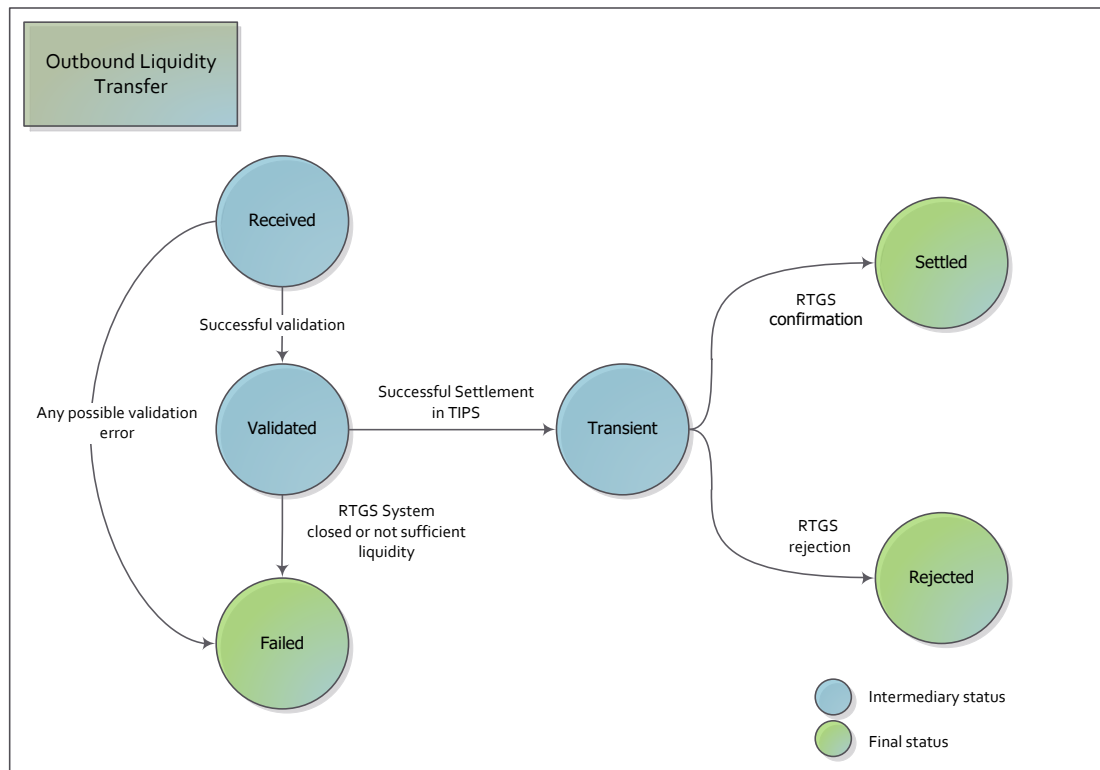 Outbound Liquidity
Transfer
Received
Successful validation
Any possible validation
error
Validated
Successful Settlement
in TIPS
Transient
RTGS System
closed or not sufficient
liquidity
Failed
Settled
RTGS
confirmation
RTGS
rejection
Rejected
Intermediary status
Final status